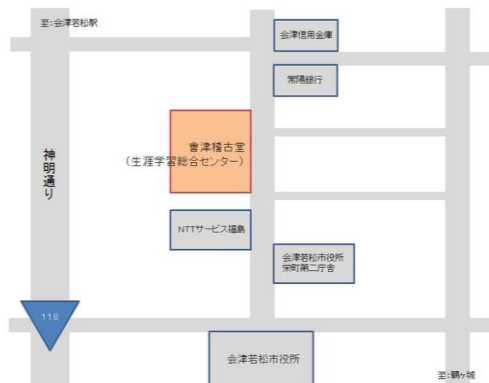 至:会津若松駅
会津信用金庫
常陽銀行
會津稽古堂
(生涯学習総合センター)
神明通り
NTTサービス福島
会津若松市役所
栄町第二庁舎
118
会津若松市役所
至:鶴ヶ城